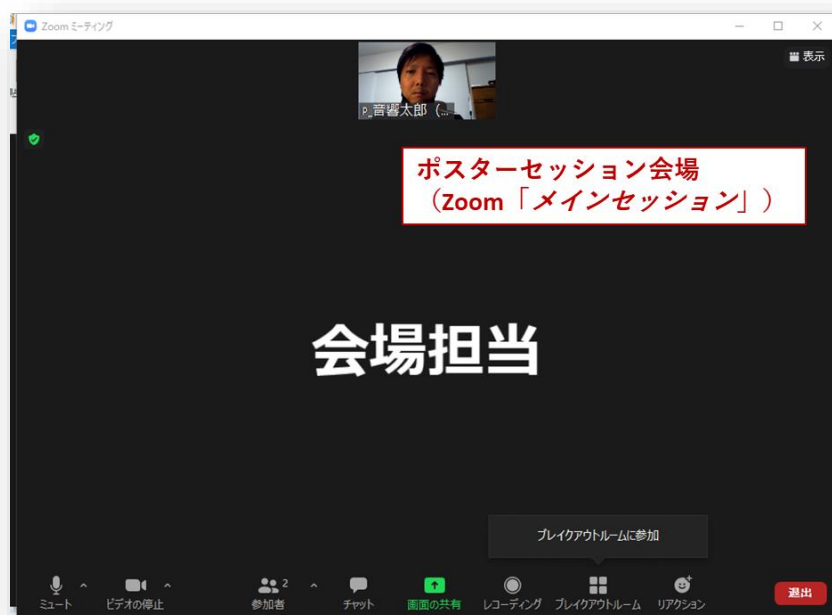 Zoom ミーティング
表示
P_音響太郎（...
ポスターセッション会場
（Zoom「メインセッション」）
会場担当
ブレイクアウトルームに参加
ミュート
ビデオの停止
参加者
2
チャット
画面の共有
レコーディング
ブレイクアウトルーム
リアクション
退出